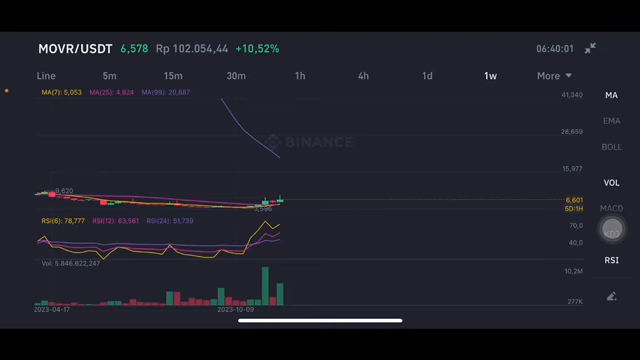 MOVR/USDT 6,578 Rp 102.054,44 +10,52% 06:40:01
Line 5m 15m 30m 1h 4h 1d 1w More
MA(7): 5,053 MA(25): 4,824 MA(99): 20,887
41,340
MA
EMA
28,659
BINANCE
BOLL
15,977
VOL
9,620
6,601
5D:1H
3,596
MACD
RSI(6): 78,777 RSI(12): 63,561 RSI(24): 51,739
70,0
KDJ
40,0
RSI
Vol: 5.846.622,247
10,2M
277K
2023-04-17 2023-10-09